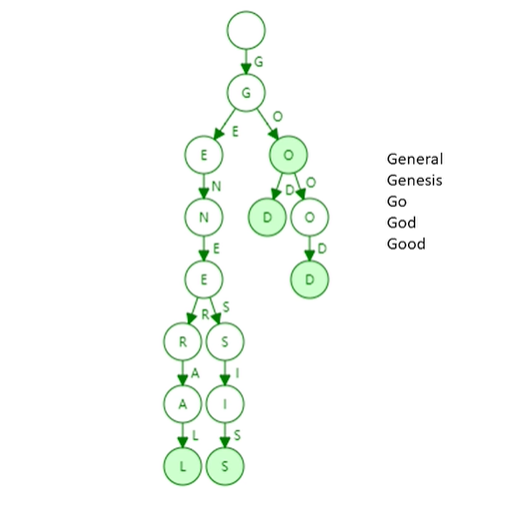 G
G
E O
E O
N D O
N D O
E D
E D
R S
R S
A I
A I
L S
L S
General
Genesis
Go
God
Good